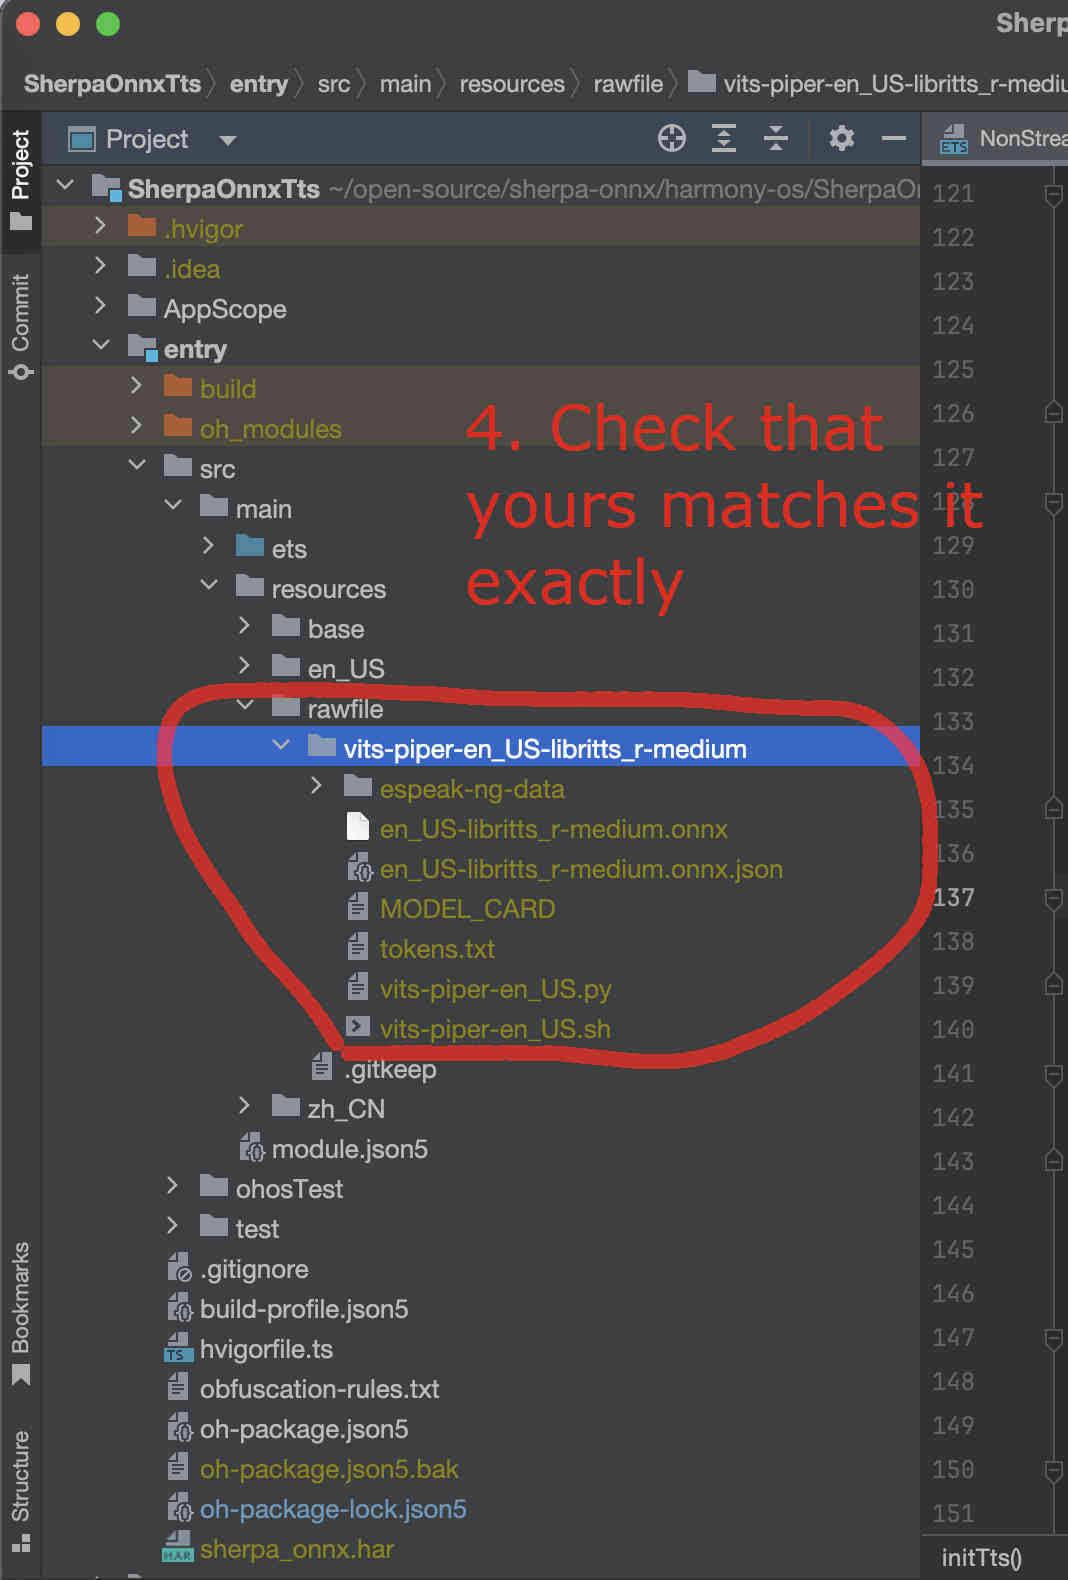 Sherp
SherpaOnnxTts entry src main resources rawfile vits-piper-en_US-libritts_r-mediu
Project
Project
NonStrea
ETS
SherpaOnnxTts ~/open-source/sherpa-onnx/harmony-os/SherpaOn
.hvigor
.idea
AppScope
entry
build
oh_modules
src
main
ets
resources
base
en_US
rawfile
vits-piper-en_US-libritts_r-medium
espeak-ng-data
en_US-libritts_r-medium.onnx
en_US-libritts_r-medium.onnx.json
MODEL_CARD
tokens.txt
vits-piper-en_US.py
vits-piper-en_US.sh
.gitkeep
zh_CN
module.json5
ohosTest
test
.gitignore
build-profile.json5
TS hvigorfile.ts
obfuscation-rules.txt
oh-package.json5
oh-package.json5.bak
oh-package-lock.json5
HAR sherpa_onnx.har
4. Check that
yours matches it
exactly
Commit
Bookmarks
Structure
121
122
123
124
125
126
127
128
129
130
131
132
133
134
135
136
137
138
139
140
141
142
143
144
145
146
147
148
149
150
151
initTts()